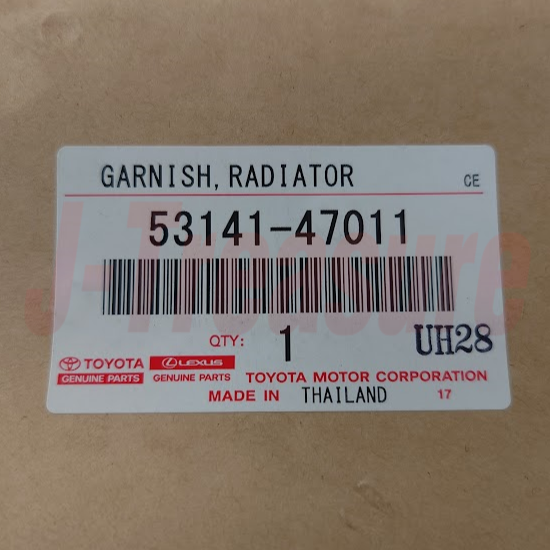 GARNISH, RADIATOR
CE
53141-47011
J-Treasure
QTY: 1
UH28
TOYOTA
GENUINE PARTS
LEXUS
GENUINE PARTS
TOYOTA MOTOR CORPORATION
MADE IN THAILAND
17